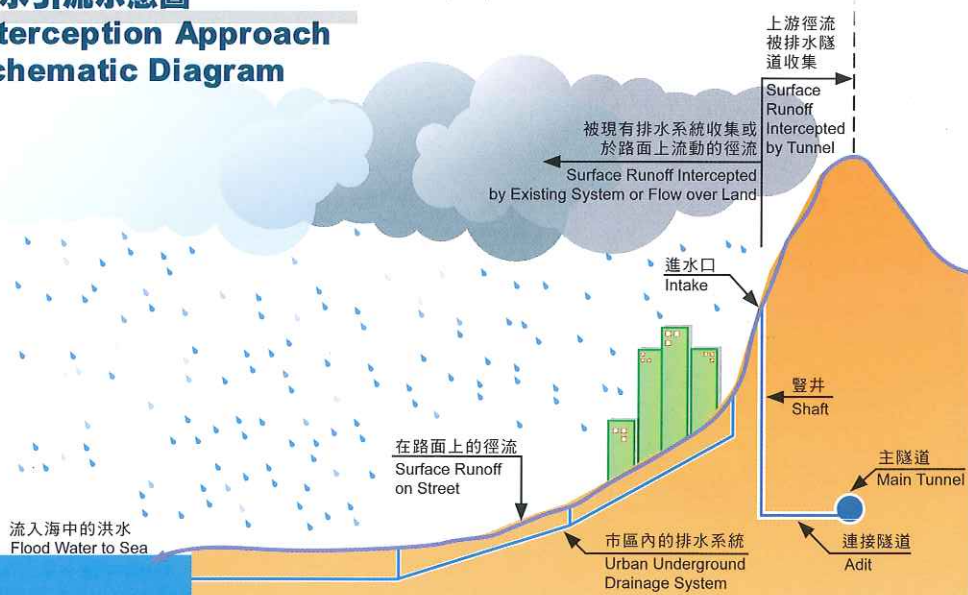 terception Approach
chematic Diagram
上游徑流
被排水隧
道收集
Surface
Runoff
Intercepted
by Tunnel
被現有排水系統收集或
於路面上流動的徑流
Surface Runoff Intercepted
by Existing System or Flow over Land
進水口
Intake
豎井
Shaft
在路面上的徑流
Surface Runoff
on Street
主隧道
Main Tunnel
流入海中的洪水
Flood Water to Sea
市區內的排水系統
Urban Underground
Drainage System
連接隧道
Adit